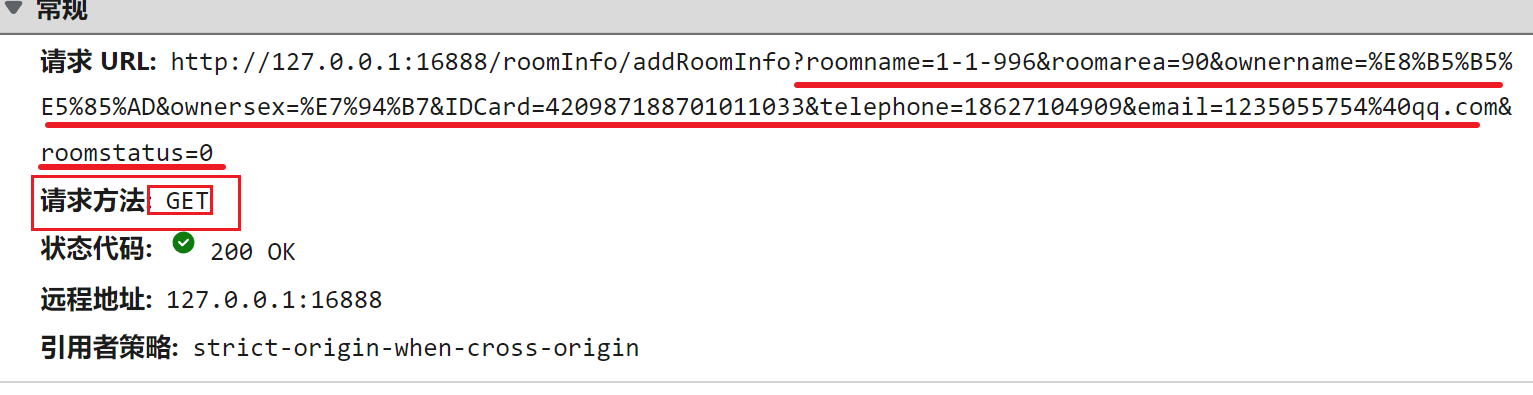 常规
请求 URL: http://127.0.0.1:16888/roomInfo/addRoomInfo?roomname=1-1-996&roomarea=90&ownername=%E8%B5%B5%
E5%85%AD&ownersex=%E7%94%B7&IDCard=420987188701011033&telephone=18627104909&email=1235055754%40qq.com&
roomstatus=0
请求方法: GET
状态代码: 200 OK
远程地址: 127.0.0.1:16888
引用者策略: strict-origin-when-cross-origin